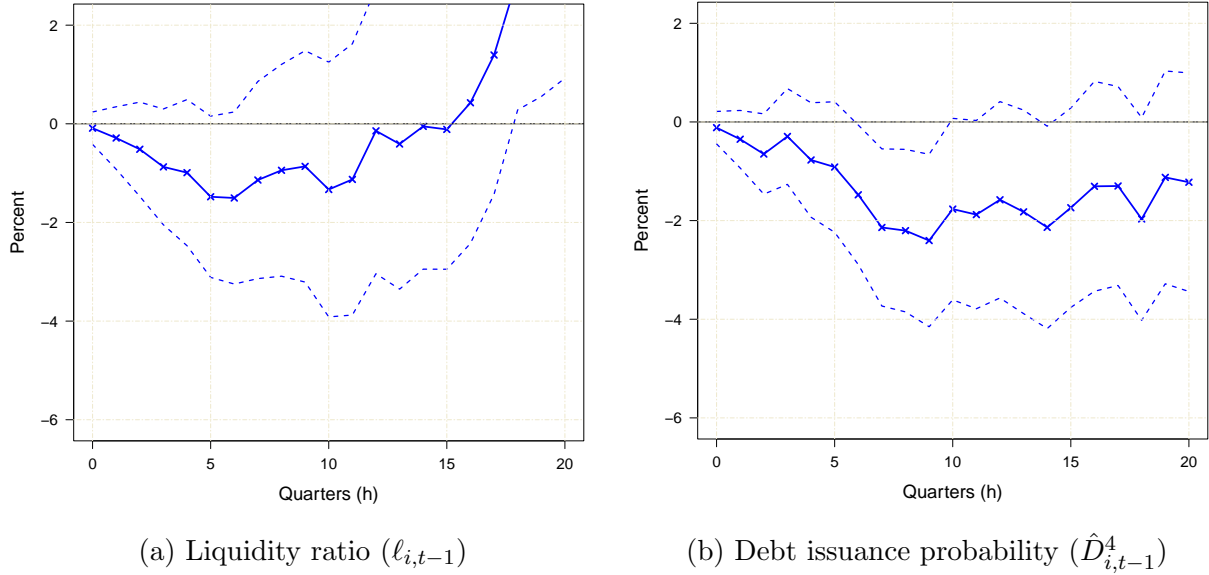 2
0
−2
−4
−6
Percent
0 5 10 15 20
Quarters (h)
(a) Liquidity ratio (ℓ_{i,t−1})
2
0
−2
−4
−6
Percent
0 5 10 15 20
Quarters (h)
(b) Debt issuance probability (D̂^4_{i,t−1})